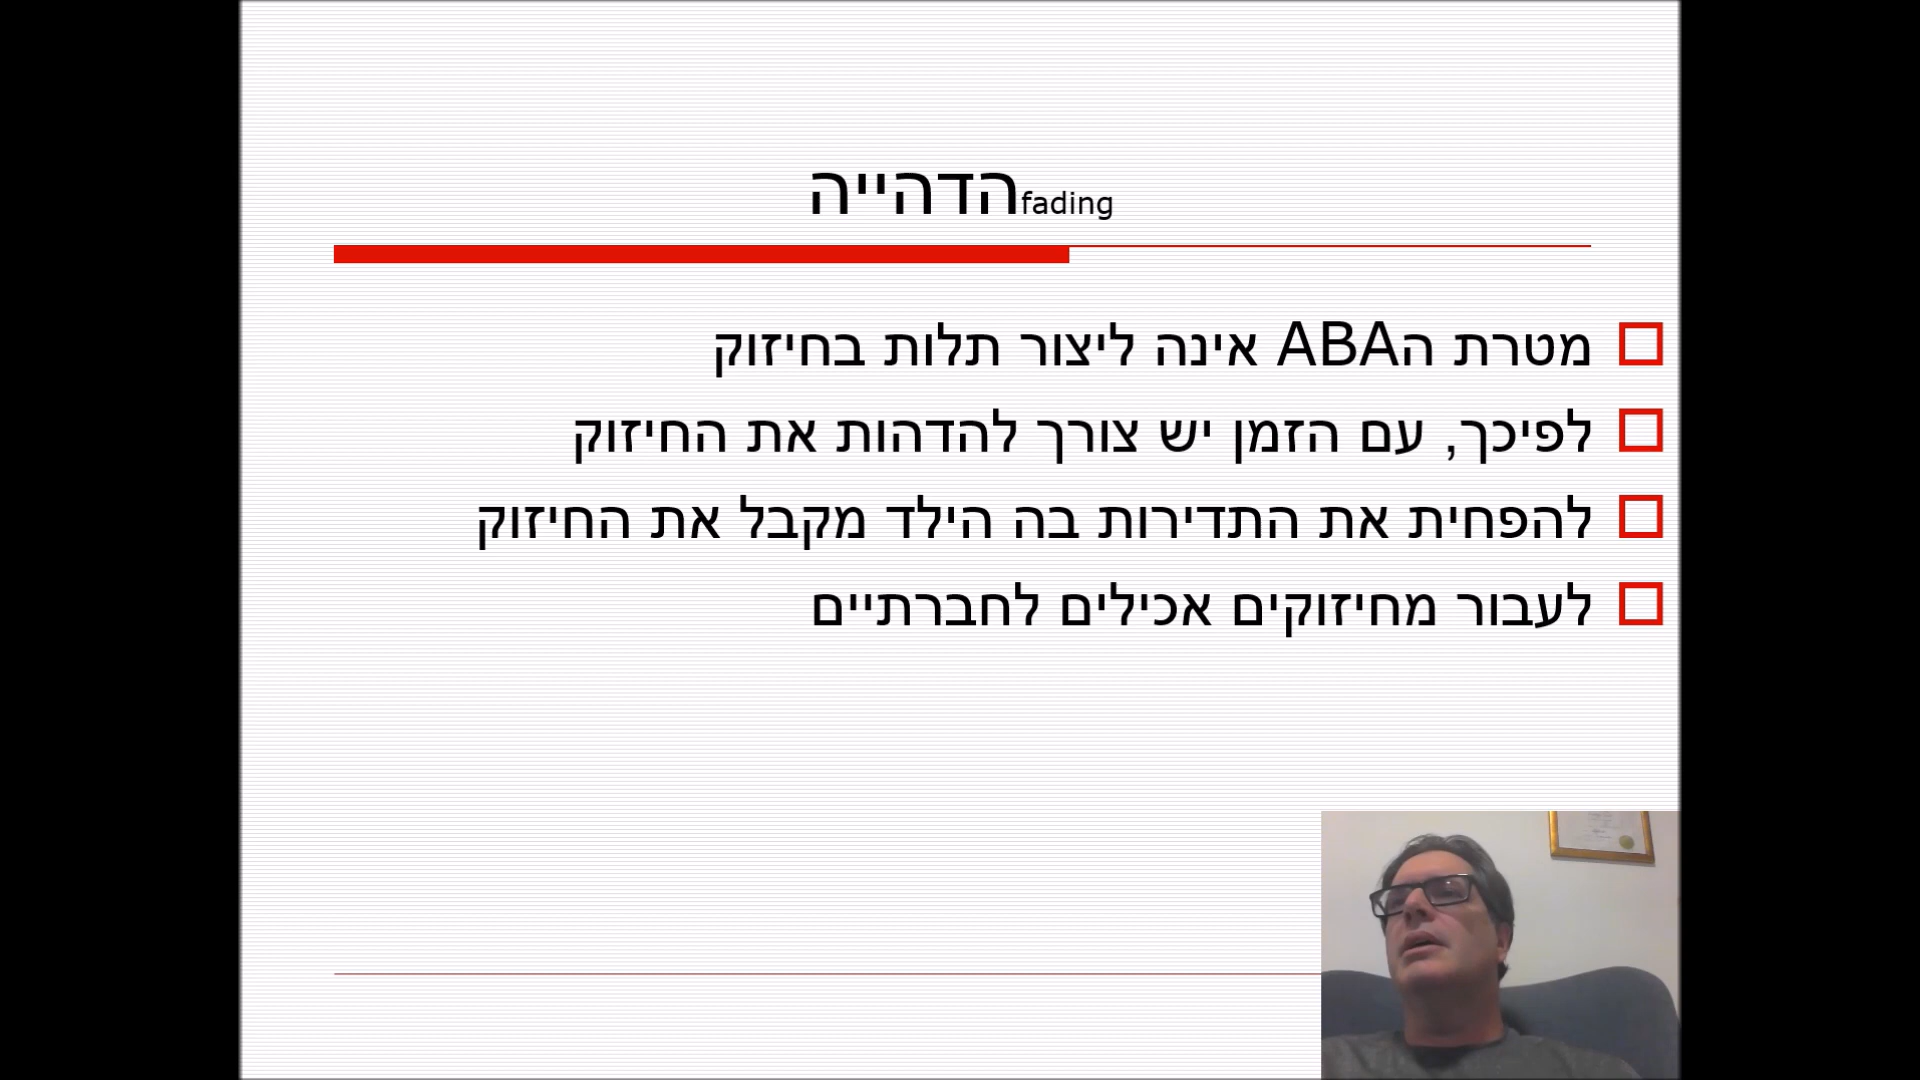 הדהייהfading
מטרת הABA אינה ליצור תלות בחיזוק
לפיכך, עם הזמן יש צורך להדהות את החיזוק
להפחית את התדירות בה הילד מקבל את החיזוק
לעבור מחיזוקים אכילים לחברתיים